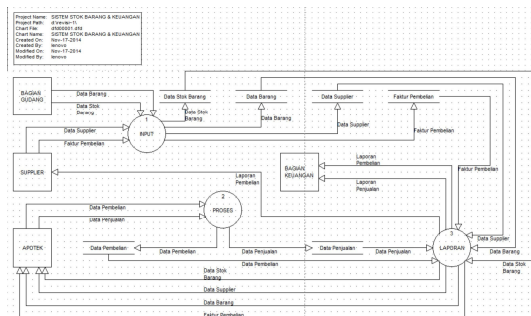 Project Name: SISTEM STOK BARANG & KEUANGAN
Project Path: d:\revisi~1\
Chart File: dfd00001.dfd
Chart Name: SISTEM STOK BARANG & KEUANGAN
Created On: Nov-17-2014
Created By: lenovo
Modified On: Nov-17-2014
Modified By: lenovo
BAGIAN
GUDANG
Data Barang
Data Stok
Barang
Data Stok Barang
Data Barang
Data Supplier
Faktur Pembelian
1
INPUT
Data Stok
Barang
Data Barang
Data Supplier
Data Supplier
Faktur Pembelian
SUPPLIER
Laporan
Pembelian
BAGIAN
KEUANGAN
Laporan
Pembelian
Laporan
Penjualan
Faktur Pembelian
Data Pembelian
Data Penjualan
2
PROSES
APOTEK
Data Pembelian
Data Pembelian
Data Penjualan
Data Penjualan
Data Penjualan
3
LAPORAN
Data Supplier
Data Barang
Data Stok
Barang
Data Pembelian
Data Stok
Barang
Data Supplier
Data Barang
Faktur Pembelian